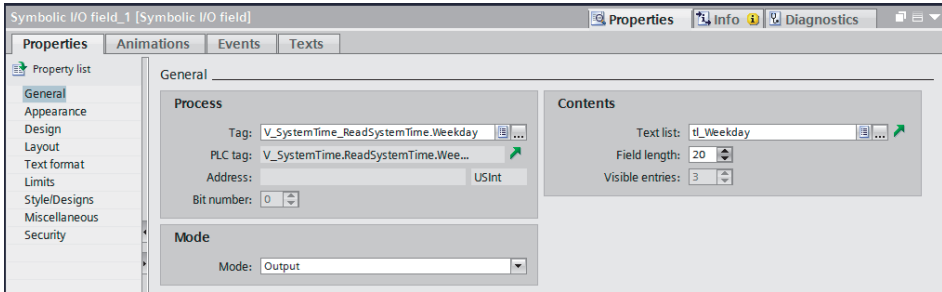 Symbolic I/O field_1 [Symbolic I/O field]
Properties Info Diagnostics
Properties Animations Events Texts
Property list
General
Appearance
Design
Layout
Text format
Limits
Style/Designs
Miscellaneous
Security
General
Process
Tag: V_SystemTime_ReadSystemTime.Weekday ...
PLC tag: V_SystemTime.ReadSystemTime.Wee...
Address: USInt
Bit number: 0
Mode
Mode: Output
Contents
Text list: tl_Weekday ...
Field length: 20
Visible entries: 3